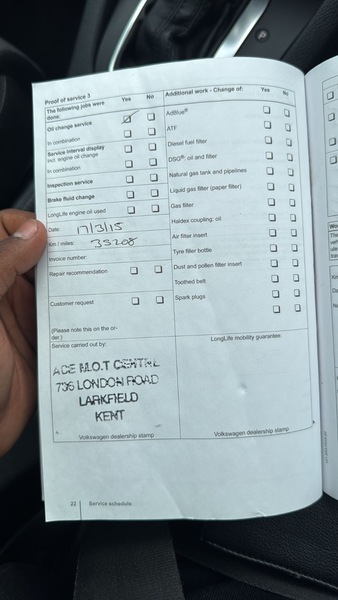 Proof of service 3
The following jobs were done:
Yes No
Oil change service
In combination
Service interval display incl. engine oil change
In combination
Inspection service
Brake fluid change
LongLife engine oil used
Date: 17/3/15
Km / miles: 35208
Invoice number:
Repair recommendation
Customer request
(Please note this on the or-
der.)
Service carried out by:
ACE M.O.T CENTRE
736 LONDON ROAD
LARKFIELD
KENT
Volkswagen dealership stamp
Additional work - Change of: Yes No
AdBlue®
ATF
Diesel fuel filter
DSG®: oil and filter
Natural gas tank and pipelines
Liquid gas filter (paper filter)
Gas filter
Haldex coupling: oil
Air filter insert
Tyre filler bottle
Dust and pollen filter insert
Toothed belt
Spark plugs
LongLife mobility guarantee:
Volkswagen dealership stamp
22 Service schedule